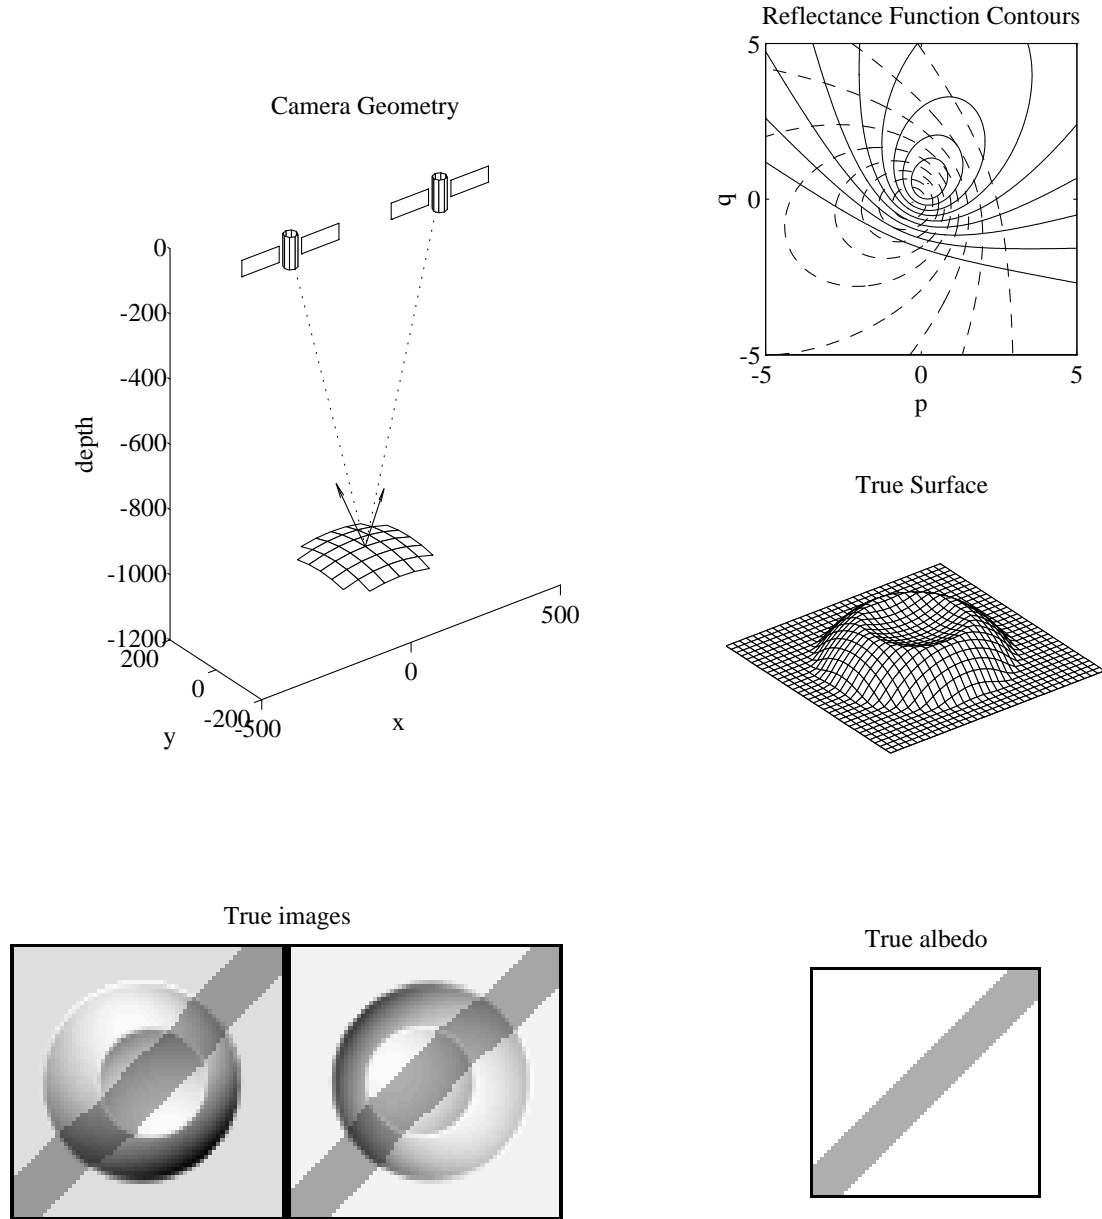 Reflectance Function Contours
5
q
0
-5
-5
0
5
p
Camera Geometry
0
-200
-400
-600
-800
-1000
-1200
depth
200
0
-200
y
-500
0
500
x
True Surface
True images
True albedo